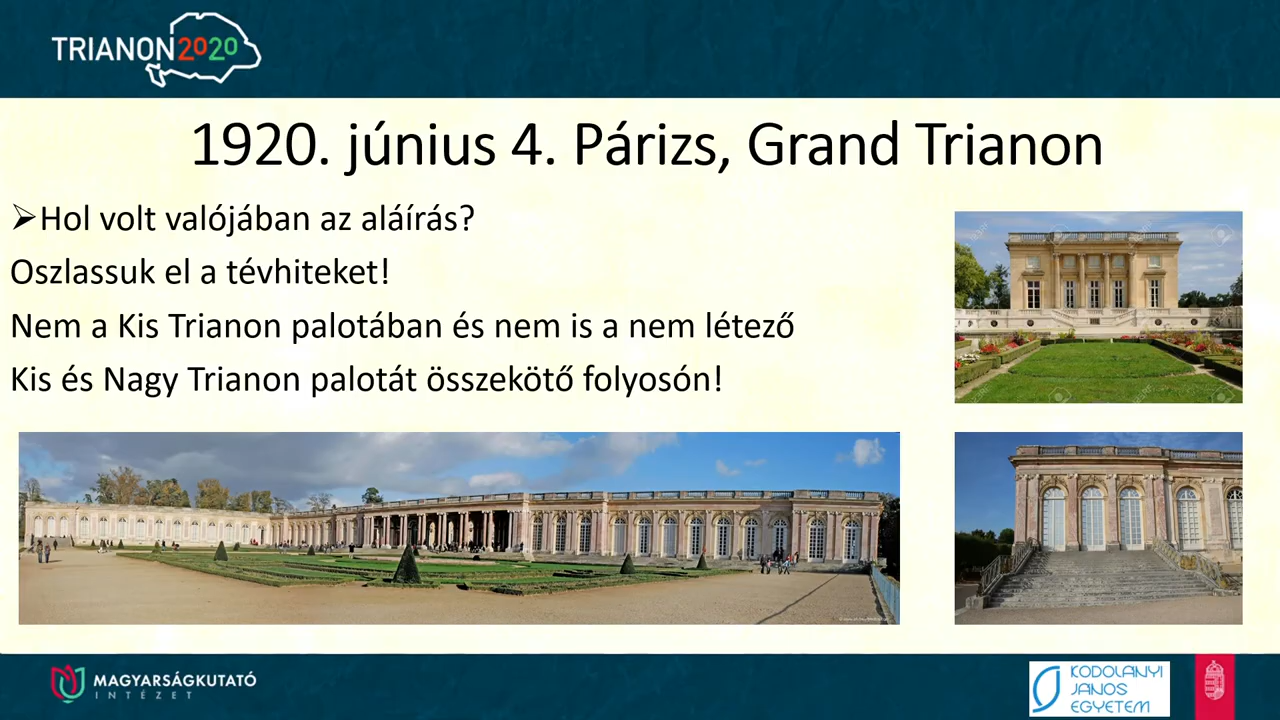 TRIANON2020
1920. június 4. Párizs, Grand Trianon
➢Hol volt valójában az aláírás?
Oszlassuk el a tévhiteket!
Nem a Kis Trianon palotában és nem is a nem létező
Kis és Nagy Trianon palotát összekötő folyosón!
MAGYARSÁGKUTATÓ
INTÉZET
KODOLÁNYI
JÁNOS
EGYETEM